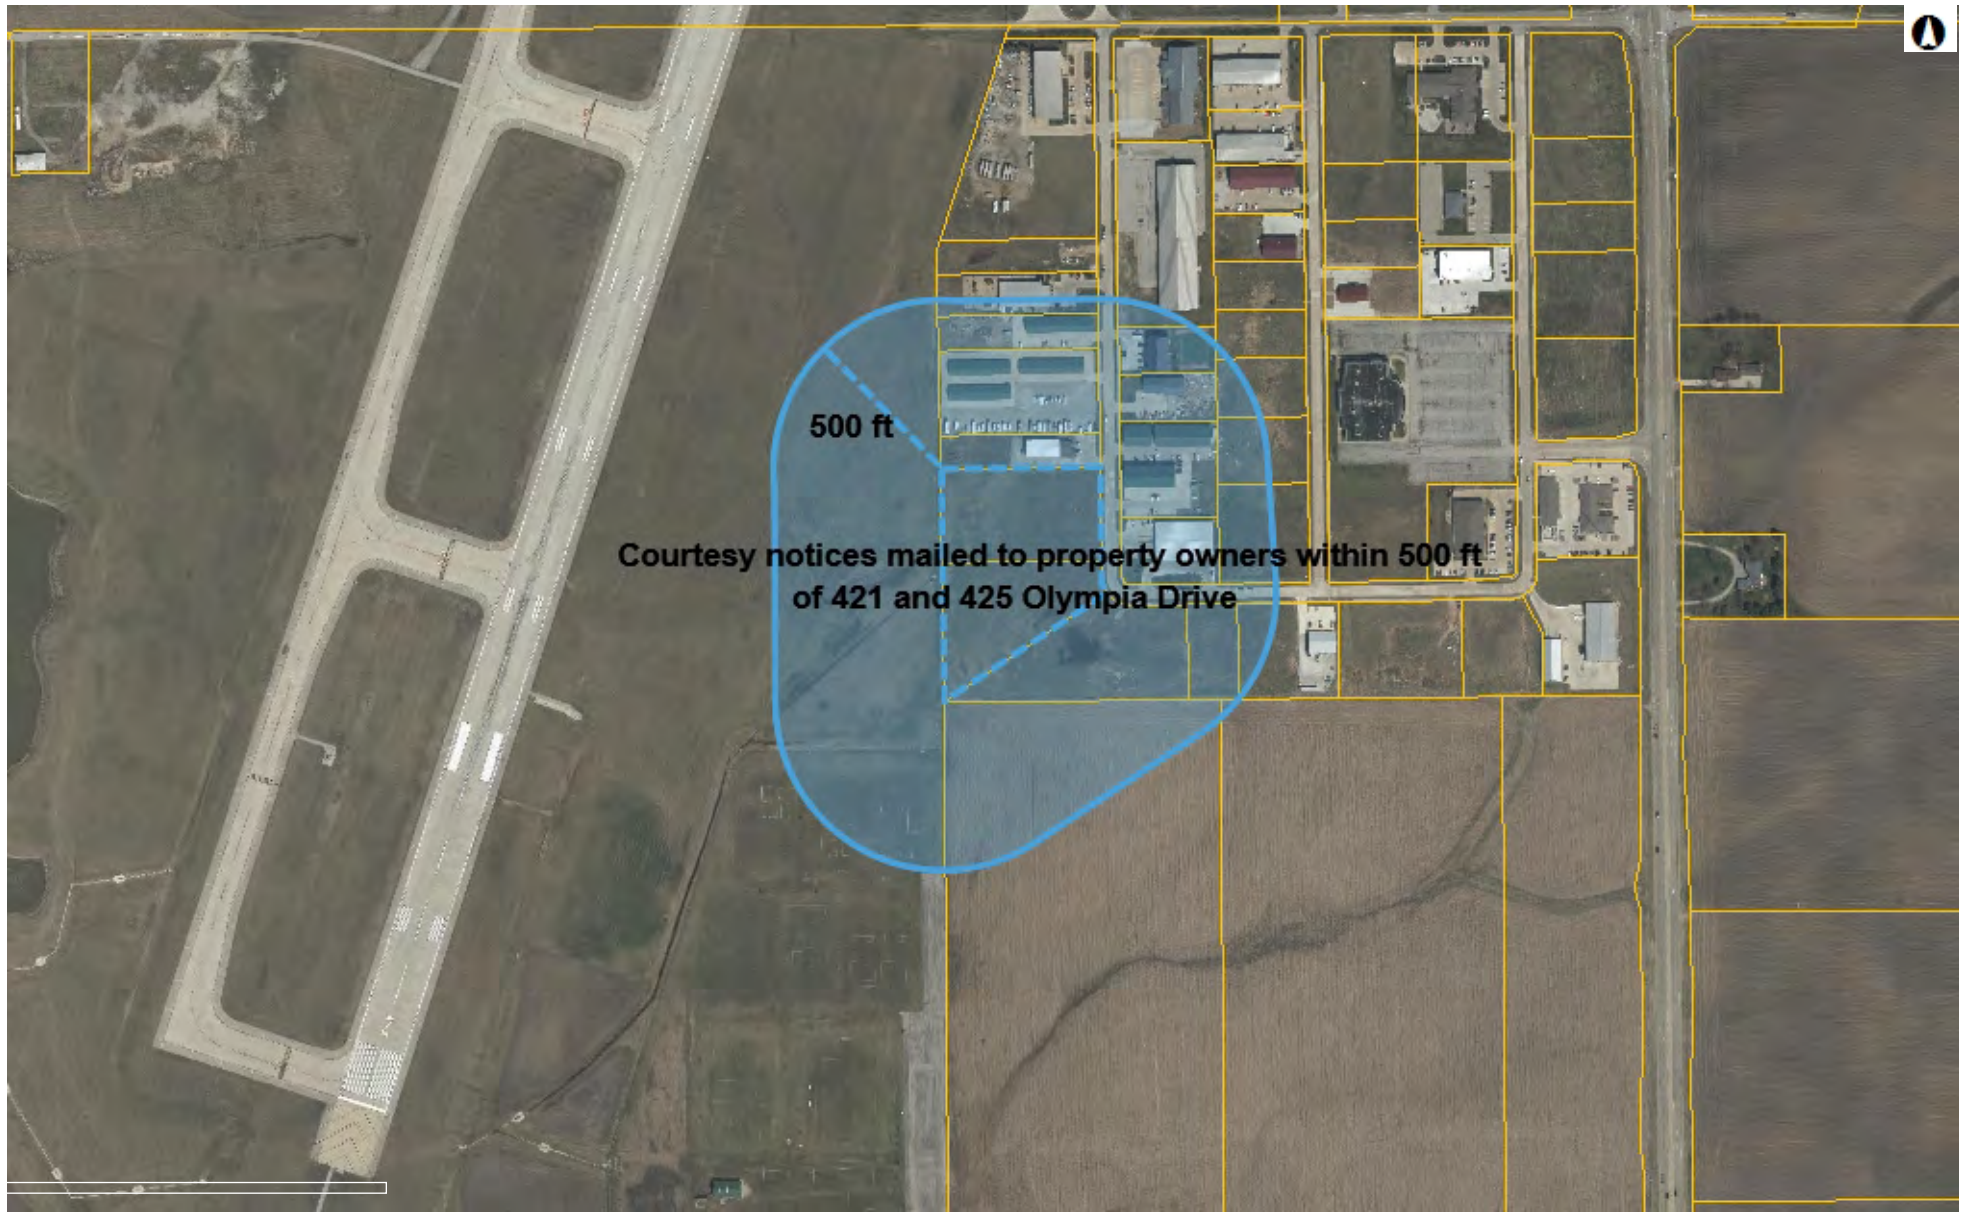 500 ft
Courtesy notices mailed to property owners within 500 ft
of 421 and 425 Olympia Drive